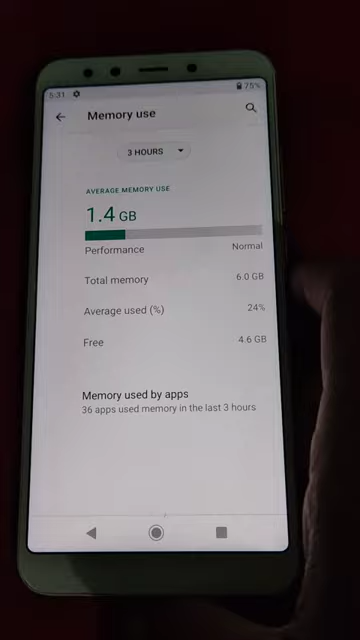 5:31 75%
Memory use
3 HOURS
AVERAGE MEMORY USE
1.4 GB
Performance Normal
Total memory 6.0 GB
Average used (%) 24%
Free 4.6 GB
Memory used by apps
36 apps used memory in the last 3 hours